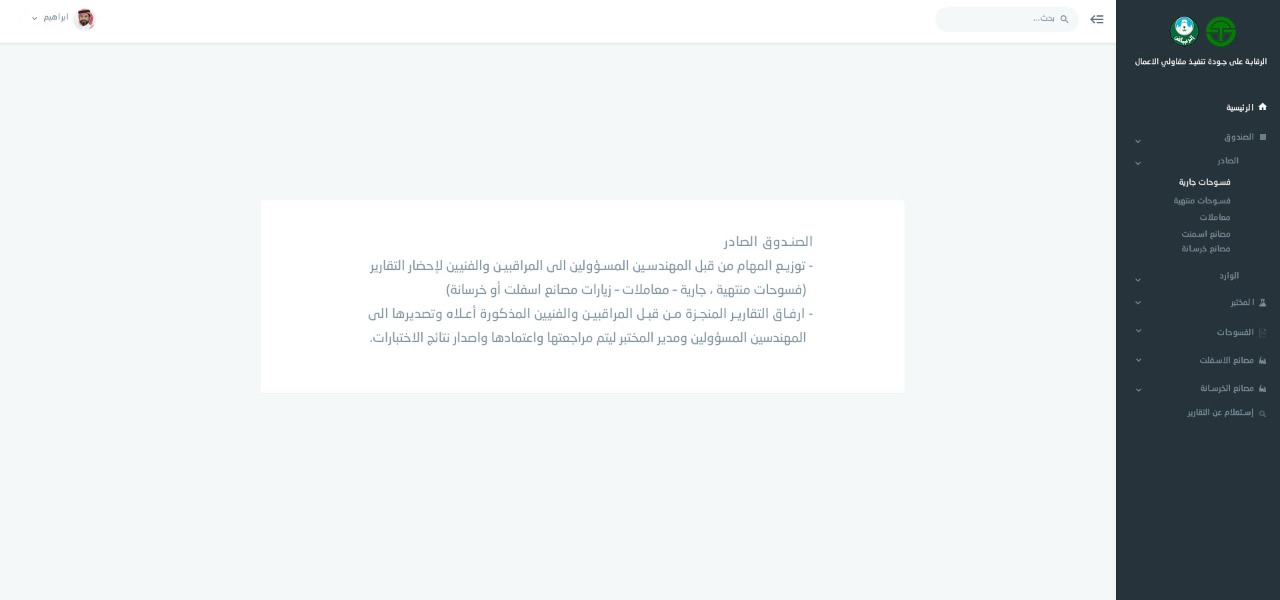 الرياض
الرقابة على جودة تنفيذ مقاولي الاعمال
الرئيسية
الصندوق
الصادر
فسوحات جارية
فسوحات منتهية
معاملات
مصانع اسمنت
مصانع خرسانة
الوارد
المختبر
الفسوحات
مصانع الاسفلت
مصانع الخرسانة
إستعلام عن التقارير
بحث...
ابراهيم
الصندوق الصادر
- توزيع المهام من قبل المهندسين المسؤولين الى المراقبين والفنيين لإحضار التقارير
(فسوحات منتهية ، جارية - معاملات - زيارات مصانع اسفلت أو خرسانة)
- ارفاق التقارير المنجزة من قبل المراقبين والفنيين المذكورة أعلاه وتصديرها الى
المهندسين المسؤولين ومدير المختبر ليتم مراجعتها واعتمادها واصدار نتائج الاختبارات.